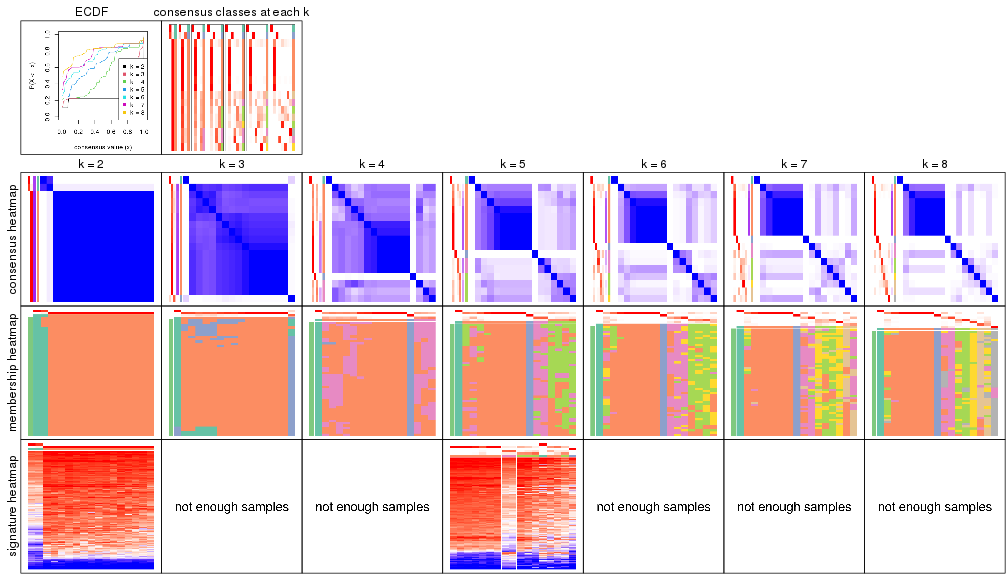 ECDF
consensus classes at each k
F(X <= x)
0.0 0.2 0.4 0.6 0.8 1.0
k = 2
k = 3
k = 4
k = 5
k = 6
k = 7
k = 8
0.0 0.2 0.4 0.6 0.8 1.0
consensus value (x)
k = 2 k = 3 k = 4 k = 5 k = 6 k = 7 k = 8
consensus heatmap
membership heatmap
signature heatmap
not enough samples
not enough samples
not enough samples
not enough samples
not enough samples